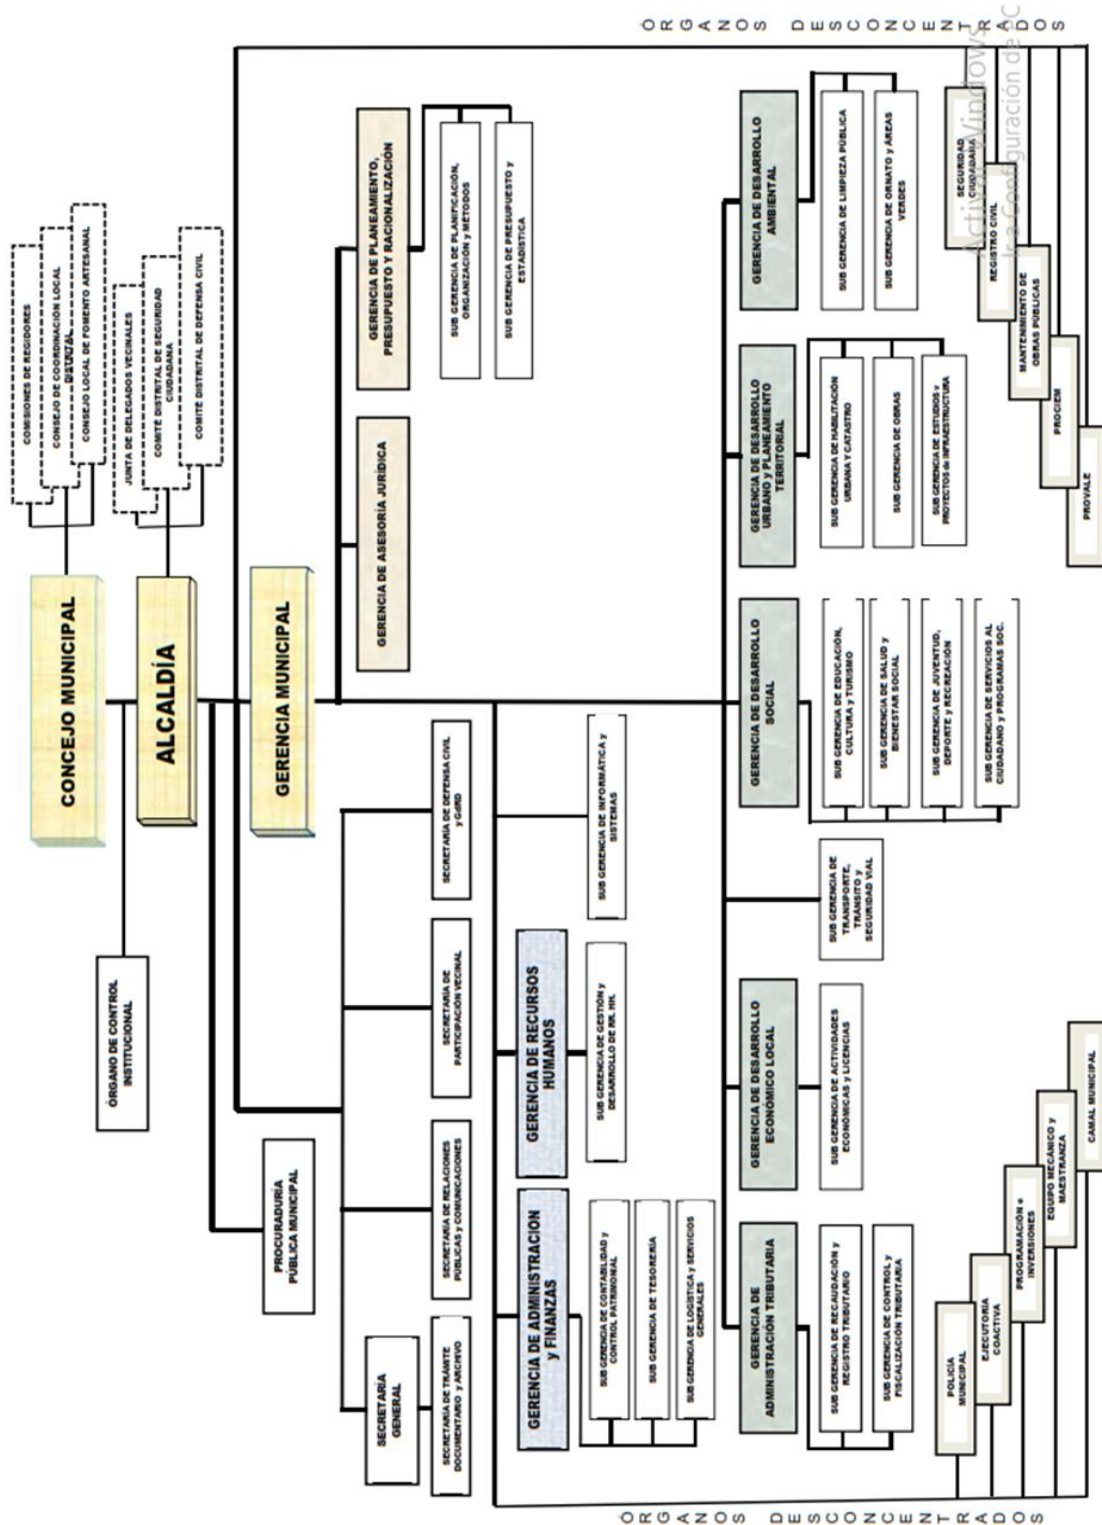 CONCEJO MUNICIPAL
COMISIONES DE REGIDORES
CONSEJO DE COORDINACIÓN LOCAL
DISTRITAL
CONSEJO LOCAL DE FOMENTO ARTESANAL
ÓRGANO DE CONTROL
INSTITUCIONAL
ALCALDÍA
JUNTA DE DELEGADOS VECINALES
COMITÉ DISTRITAL DE SEGURIDAD
CIUDADANA
COMITÉ DISTRITAL DE DEFENSA CIVIL
PROCURADURÍA
PÚBLICA MUNICIPAL
GERENCIA MUNICIPAL
SECRETARÍA
GENERAL
SECRETARÍA DE TRÁMITE
DOCUMENTARIO y ARCHIVO
SECRETARÍA DE RELACIONES
PÚBLICAS y COMUNICACIONES
SECRETARÍA DE
PARTICIPACIÓN VECINAL
SECRETARÍA DE DEFENSA CIVIL
y GdRD
GERENCIA DE ASESORÍA JURÍDICA
GERENCIA DE PLANEAMIENTO,
PRESUPUESTO Y RACIONALIZACIÓN
SUB GERENCIA DE PLANIFICACIÓN,
ORGANIZACIÓN y MÉTODOS
SUB GERENCIA DE PRESUPUESTO y
ESTADÍSTICA
GERENCIA DE ADMINISTRACIÓN
y FINANZAS
SUB GERENCIA DE CONTABILIDAD y
CONTROL PATRIMONIAL
SUB GERENCIA DE TESORERÍA
SUB GERENCIA DE LOGÍSTICA y SERVICIOS
GENERALES
GERENCIA DE RECURSOS
HUMANOS
SUB GERENCIA DE GESTIÓN y
DESARROLLO DE RR. HH.
SUB GERENCIA DE INFORMÁTICA y
SISTEMAS
GERENCIA DE
ADMINISTRACIÓN TRIBUTARIA
SUB GERENCIA DE RECAUDACIÓN y
REGISTRO TRIBUTARIO
SUB GERENCIA DE CONTROL y
FISCALIZACIÓN TRIBUTARIA
GERENCIA DE DESARROLLO
ECONÓMICO LOCAL
SUB GERENCIA DE ACTIVIDADES
ECONÓMICAS y LICENCIAS
SUB GERENCIA DE
TRANSPORTE,
TRÁNSITO y
SEGURIDAD VIAL
GERENCIA DE DESARROLLO
SOCIAL
SUB GERENCIA DE EDUCACIÓN,
CULTURA y TURISMO
SUB GERENCIA DE SALUD y
BIENESTAR SOCIAL
SUB GERENCIA DE JUVENTUD,
DEPORTE y RECREACIÓN
SUB GERENCIA DE SERVICIOS AL
CIUDADANO y PROGRAMAS SOC.
GERENCIA DE DESARROLLO
URBANO y PLANEAMIENTO
TERRITORIAL
SUB GERENCIA DE HABILITACIÓN
URBANA Y CATASTRO
SUB GERENCIA DE OBRAS
SUB GERENCIA DE ESTUDIOS y
PROYECTOS de INFRAESTRUCTURA
GERENCIA DE DESARROLLO
AMBIENTAL
SUB GERENCIA DE LIMPIEZA PÚBLICA
SUB GERENCIA DE ORNATO y ÁREAS
VERDES
ÓRGANOS DESCONCENTRADOS
POLICÍA
MUNICIPAL
EJECUTORÍA
COACTIVA
PROGRAMACIÓN e
INVERSIONES
EQUIPO MECÁNICO y
MAESTRANZA
CAMAL MUNICIPAL
ÓRGANOS DESCONCENTRADOS
SEGURIDAD
CIUDADANA
REGISTRO CIVIL
MANTENIMIENTO DE
OBRAS PÚBLICAS
PROCIEM
PROVALE
Activar Windows
Ir a Configuración de PC